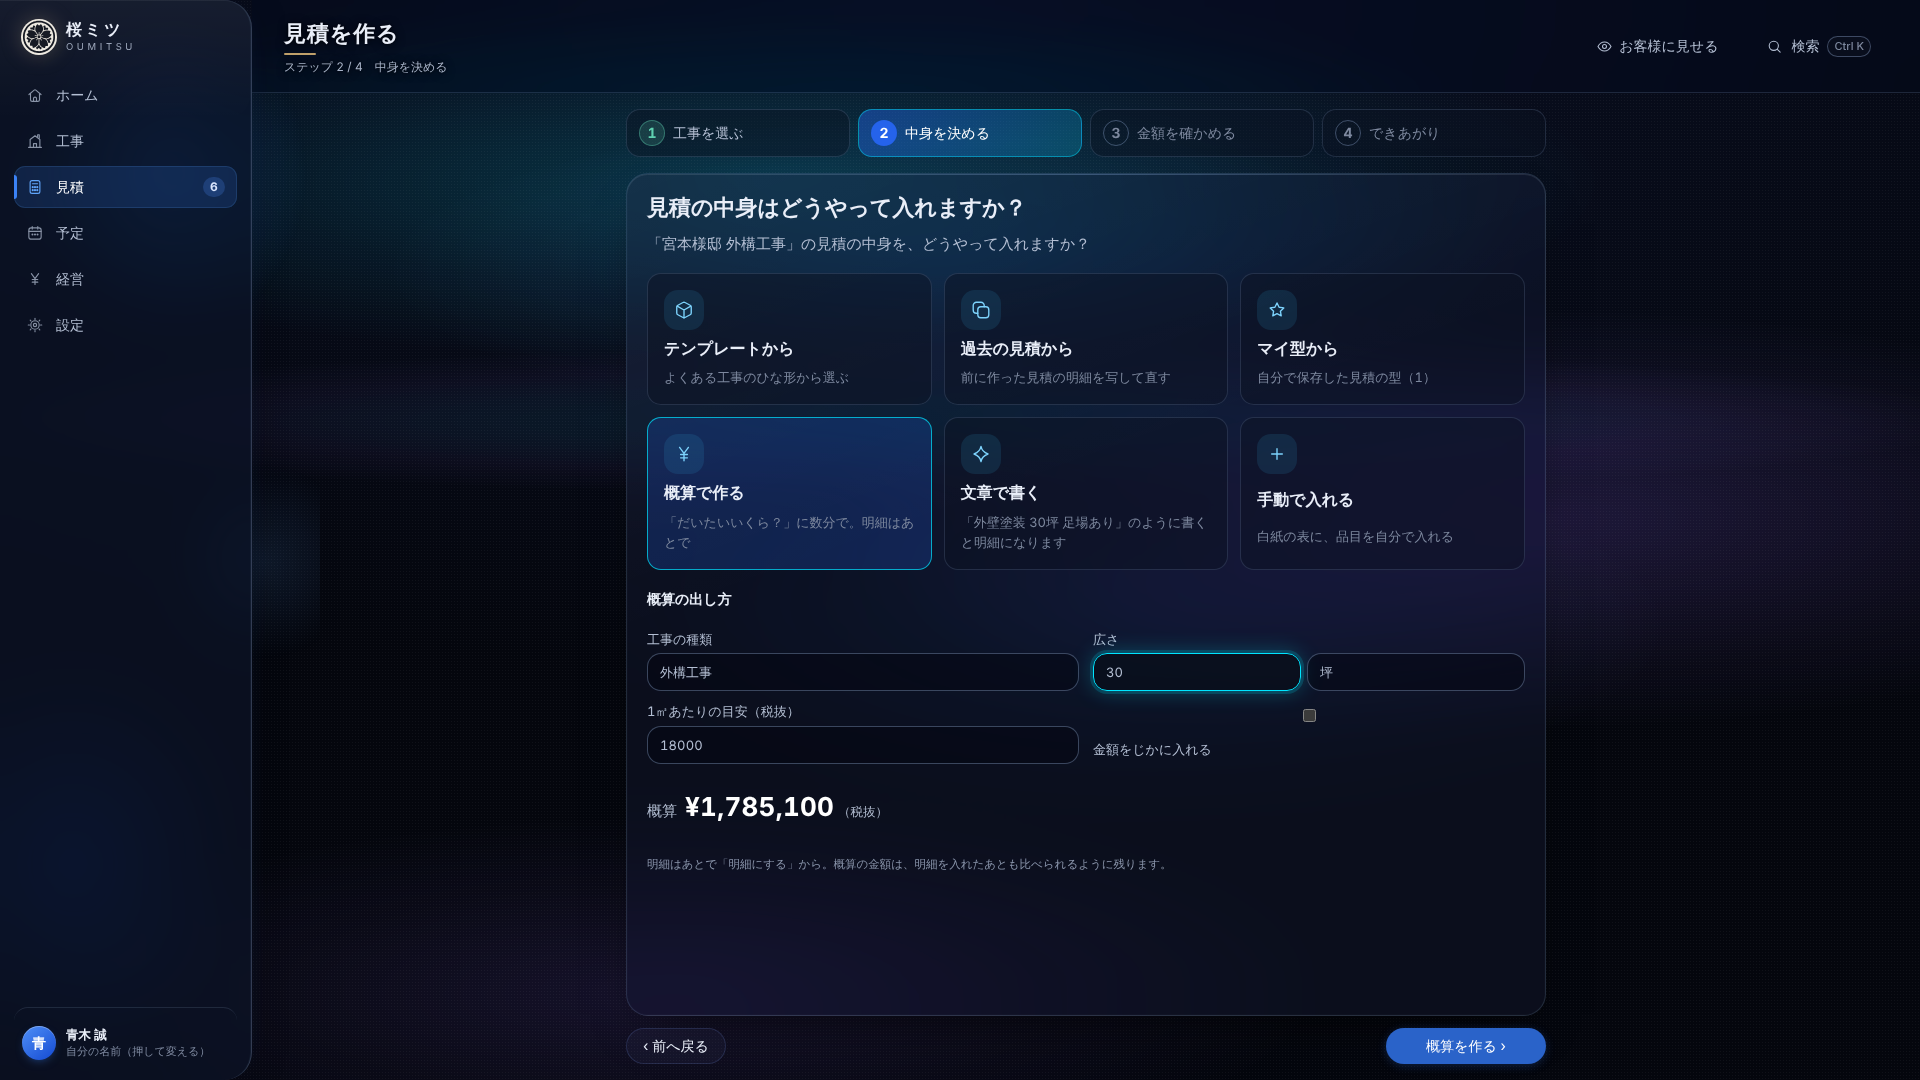 桜ミツ
OUMITSU
ホーム
工事
見積
6
予定
¥
経営
設定
青
青木 誠
自分の名前（押して変える）
見積を作る
ステップ 2 / 4　中身を決める
お客様に見せる
検索
Ctrl K
1 工事を選ぶ
2 中身を決める
3 金額を確かめる
4 できあがり
見積の中身はどうやって入れますか？
「宮本様邸 外構工事」の見積の中身を、どうやって入れますか？
テンプレートから
よくある工事のひな形から選ぶ
過去の見積から
前に作った見積の明細を写して直す
マイ型から
自分で保存した見積の型（1）
¥
概算で作る
「だいたいいくら？」に数分で。明細はあ
とで
文章で書く
「外壁塗装 30坪 足場あり」のように書く
と明細になります
手動で入れる
白紙の表に、品目を自分で入れる
概算の出し方
工事の種類
外構工事
広さ
30
坪
1㎡あたりの目安（税抜）
18000
金額をじかに入れる
概算 ¥1,785,100（税抜）
明細はあとで「明細にする」から。概算の金額は、明細を入れたあとも比べられるように残ります。
‹ 前へ戻る
概算を作る ›